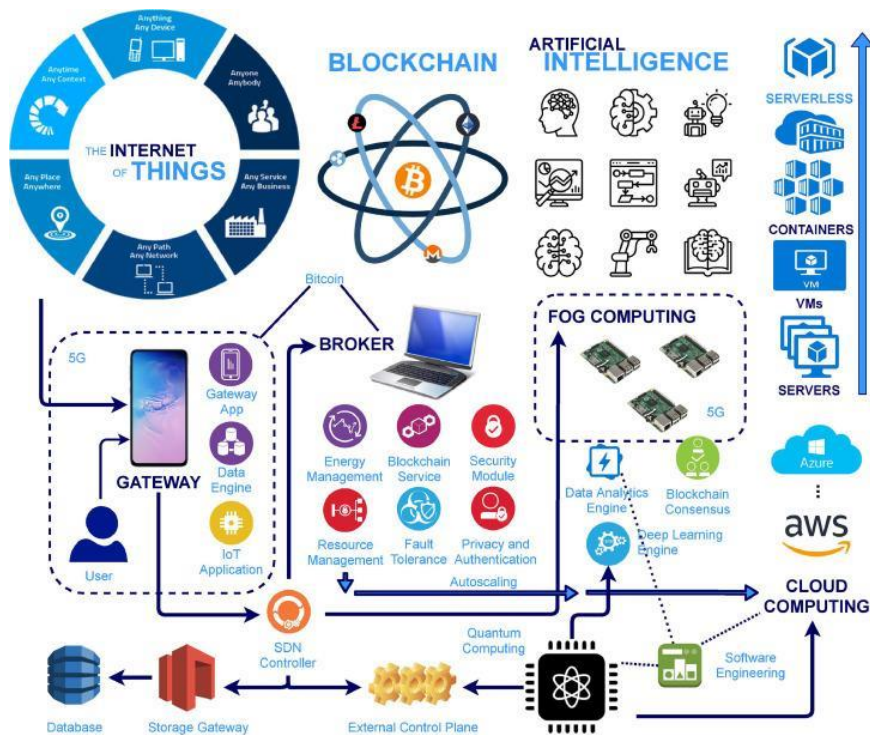 Anything
Any Device
Anytime
Any Context
Anyone
Anybody
THE INTERNET
OF THINGS
Any Place
Anywhere
Any Service
Any Business
Any Path
Any Network
BLOCKCHAIN
ARTIFICIAL
INTELLIGENCE
SERVERLESS
CONTAINERS
VM
VMs
SERVERS
Bitcoin
5G
Gateway
App
Data
Engine
IoT
Application
GATEWAY
User
BROKER
Energy
Management
Blockchain
Service
Security
Module
Resource
Management
Fault
Tolerance
Privacy and
Authentication
Autoscaling
FOG COMPUTING
5G
Data Analytics
Engine
Blockchain
Consensus
Deep Learning
Engine
Azure
aws
CLOUD
COMPUTING
SDN
Controller
Quantum
Computing
Software
Engineering
Database
Storage Gateway
External Control Plane